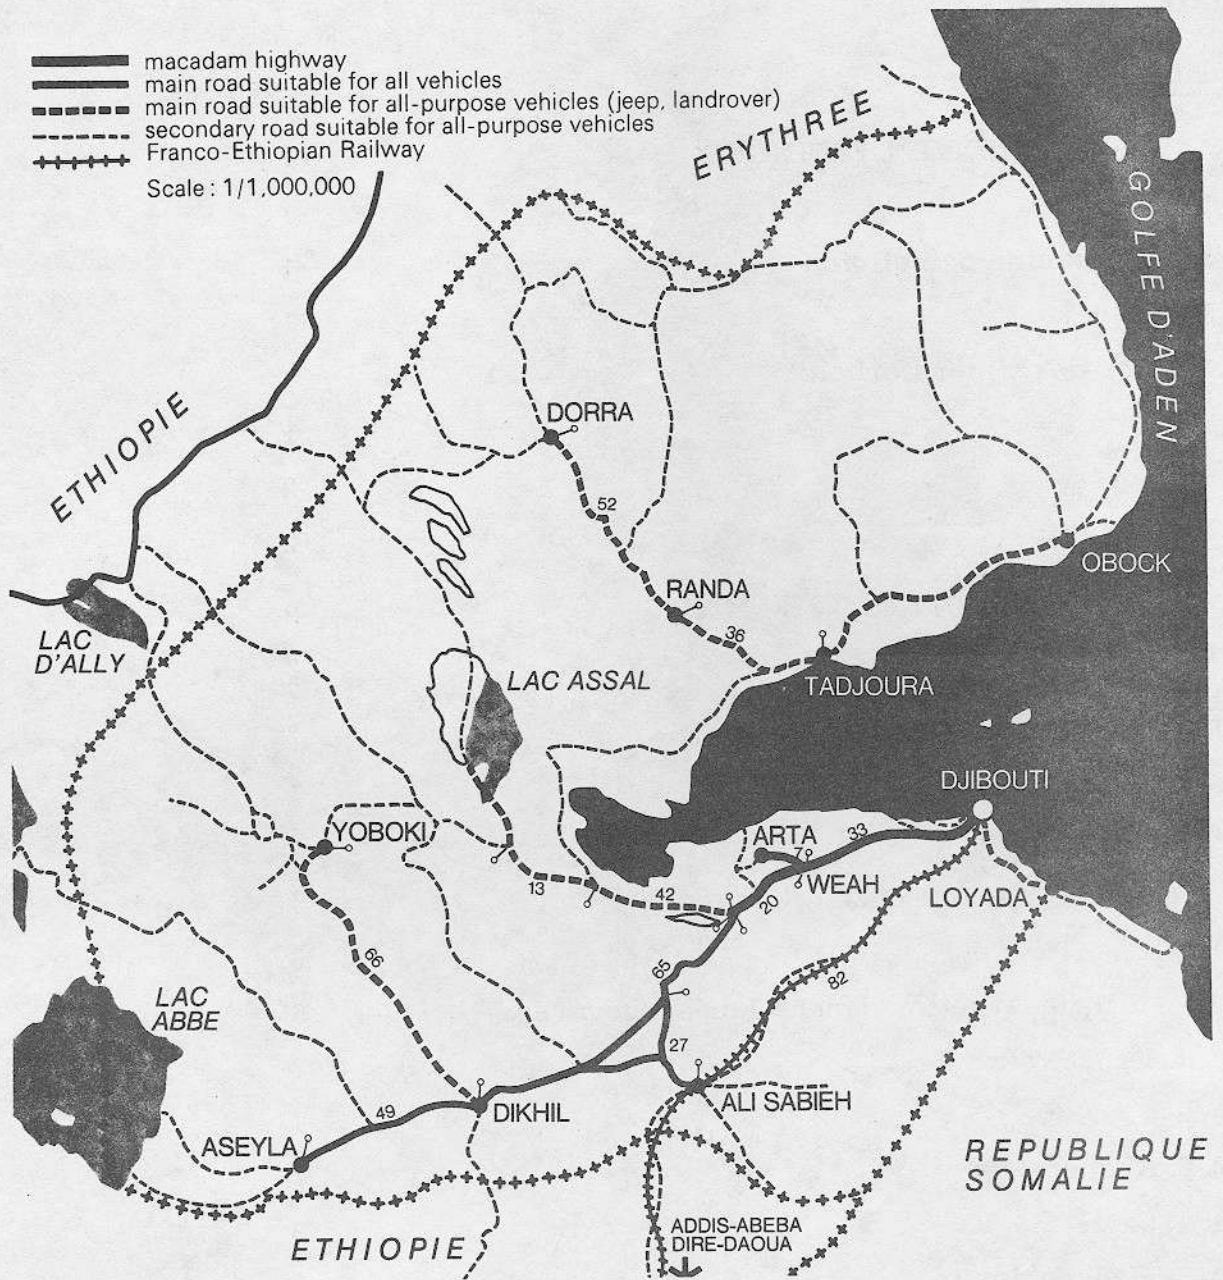 macadam highway
main road suitable for all vehicles
main road suitable for all-purpose vehicles (jeep, landrover)
secondary road suitable for all-purpose vehicles
Franco-Ethiopian Railway
Scale : 1/1,000,000
ERYTHREE
GOLFE D'ADEN
ETHIOPIE
DORRA
52
OBOCK
RANDA
36
LAC
D'ALLY
LAC ASSAL
TADJOURA
DJIBOUTI
YOBOKI
ARTA
33
7
WEAH
13
42
20
LOYADA
66
65
82
LAC
ABBE
27
49
DIKHIL
ALI SABIEH
ASEYLA
REPUBLIQUE
SOMALIE
ETHIOPIE
ADDIS-ABEBA
DIRE-DAOUA